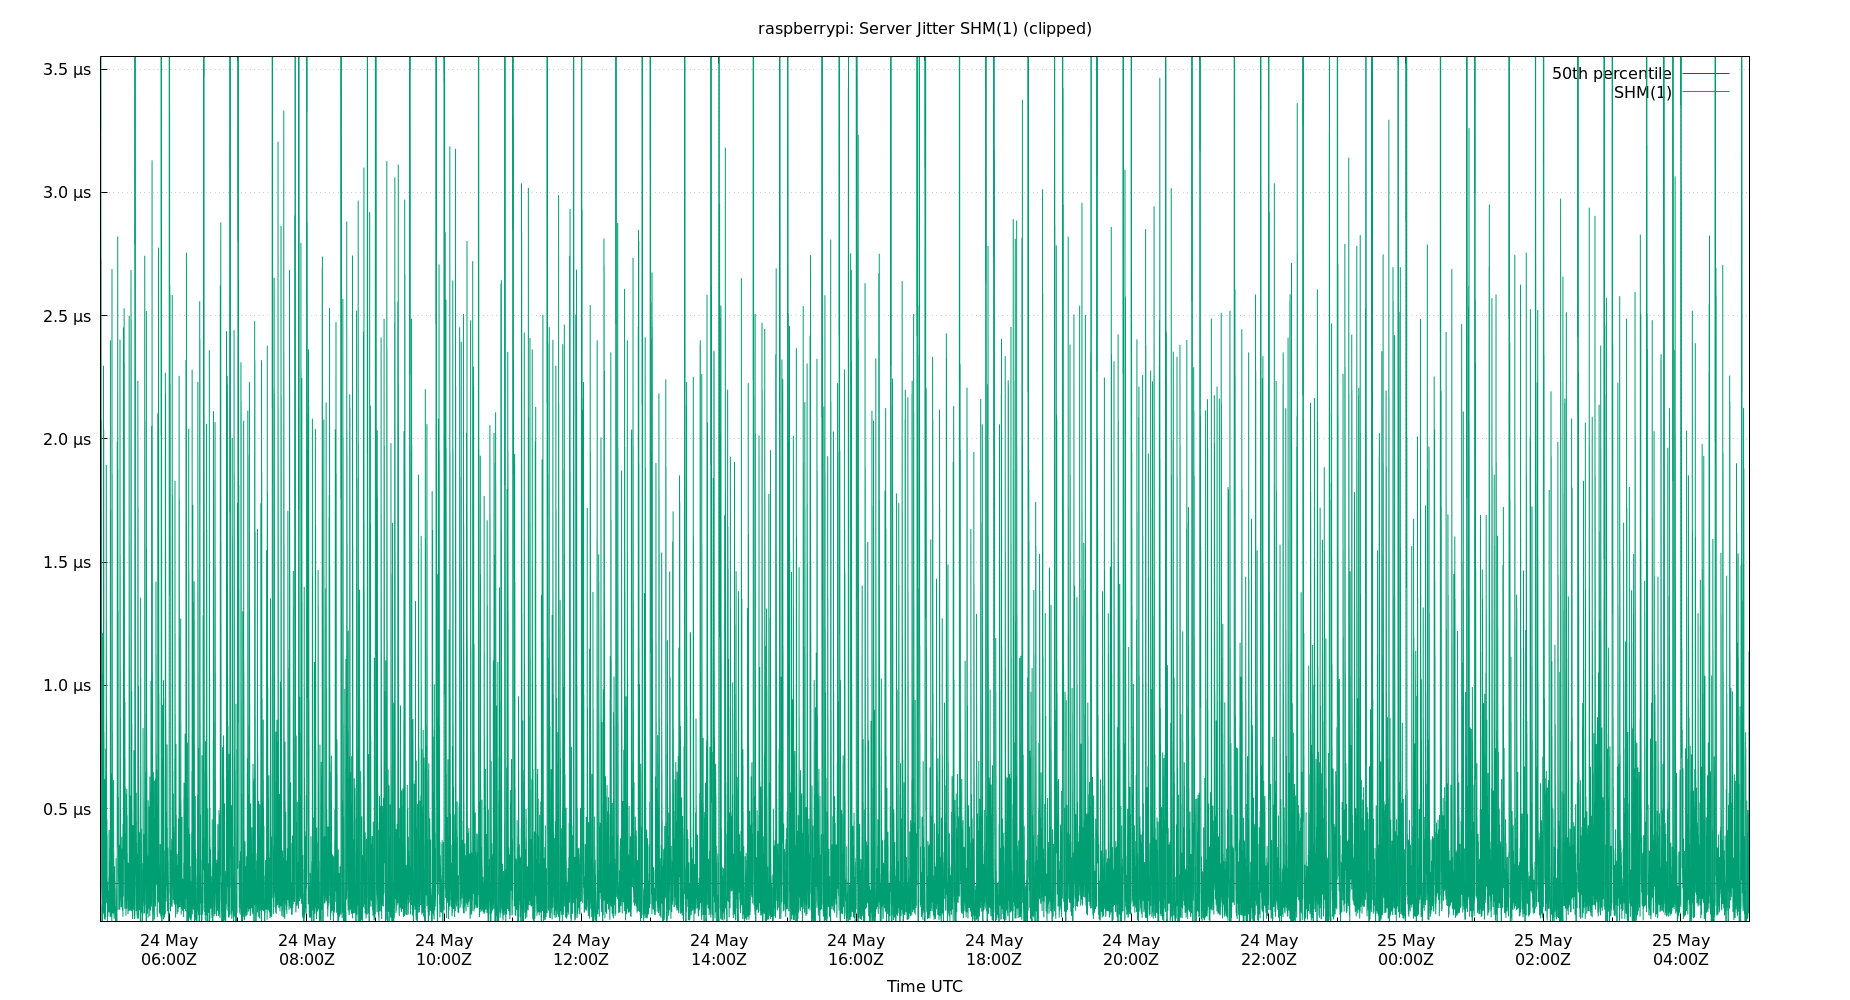 raspberrypi: Server Jitter SHM(1) (clipped)
3.5 µs
3.0 µs
2.5 µs
2.0 µs
1.5 µs
1.0 µs
0.5 µs
50th percentile
SHM(1)
24 May 24 May 24 May 24 May 24 May 24 May 24 May 24 May 24 May 25 May 25 May 25 May
06:00Z 08:00Z 10:00Z 12:00Z 14:00Z 16:00Z 18:00Z 20:00Z 22:00Z 00:00Z 02:00Z 04:00Z
Time UTC